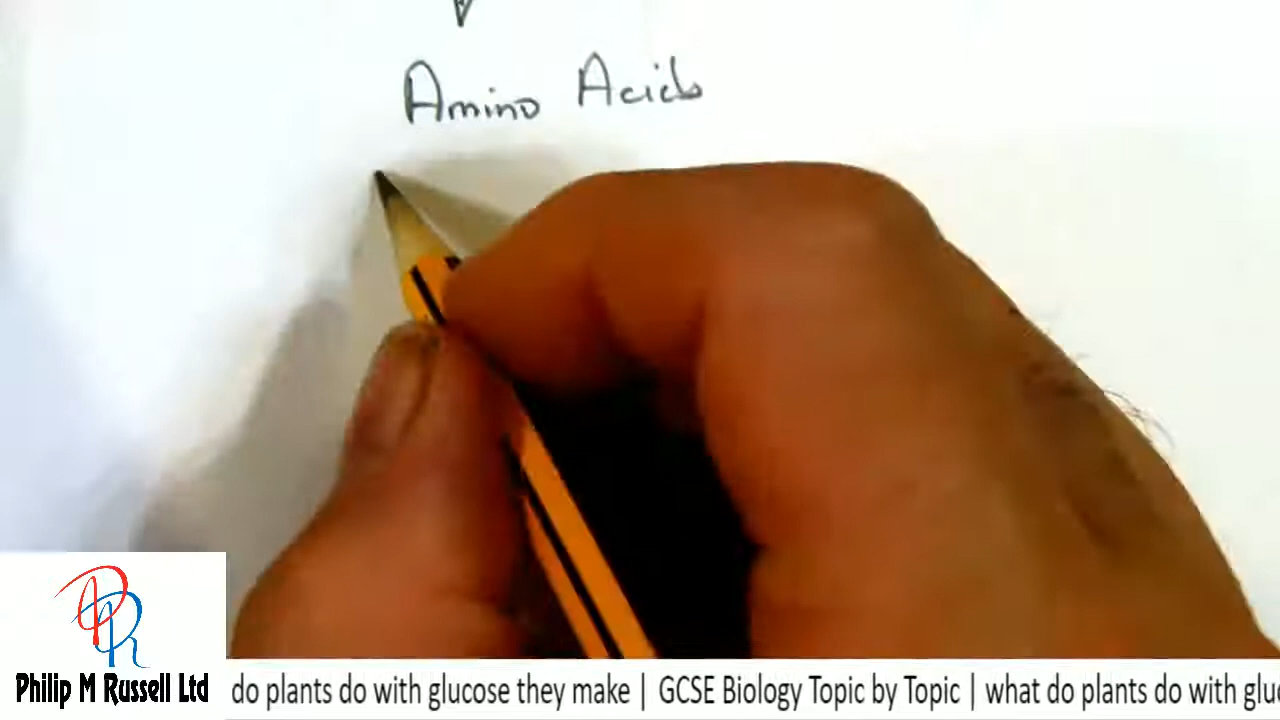 Amino Acids
Philip M Russell Ltd
do plants do with glucose they make | GCSE Biology Topic by Topic | what do plants do with glu